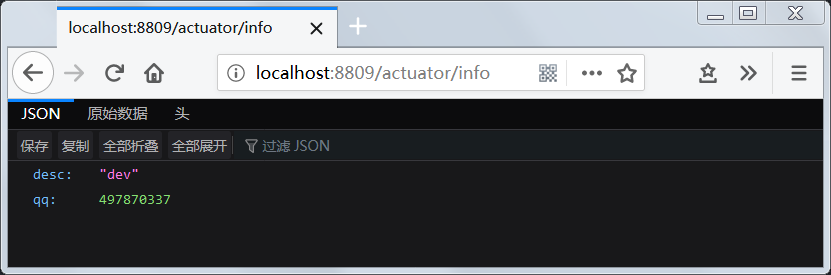 localhost:8809/actuator/info
localhost:8809/actuator/info
JSON 原始数据 头
保存 复制 全部折叠 全部展开 过滤 JSON
desc: "dev"
qq: 497870337